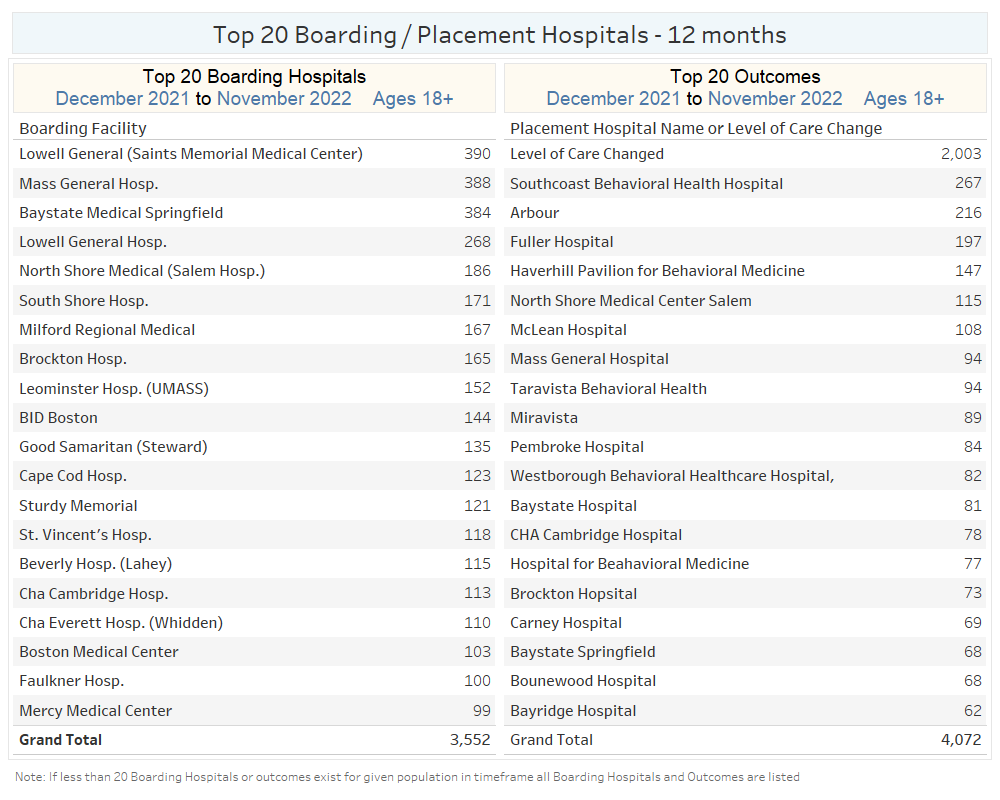 Top 20 Boarding / Placement Hospitals - 12 months
Top 20 Boarding Hospitals
December 2021 to November 2022 Ages 18+
Boarding Facility
Lowell General (Saints Memorial Medical Center) 390
Mass General Hosp. 388
Baystate Medical Springfield 384
Lowell General Hosp. 268
North Shore Medical (Salem Hosp.) 186
South Shore Hosp. 171
Milford Regional Medical 167
Brockton Hosp. 165
Leominster Hosp. (UMASS) 152
BID Boston 144
Good Samaritan (Steward) 135
Cape Cod Hosp. 123
Sturdy Memorial 121
St. Vincent's Hosp. 118
Beverly Hosp. (Lahey) 115
Cha Cambridge Hosp. 113
Cha Everett Hosp. (Whidden) 110
Boston Medical Center 103
Faulkner Hosp. 100
Mercy Medical Center 99
Grand Total 3,552
Top 20 Outcomes
December 2021 to November 2022 Ages 18+
Placement Hospital Name or Level of Care Change
Level of Care Changed 2,003
Southcoast Behavioral Health Hospital 267
Arbour 216
Fuller Hospital 197
Haverhill Pavilion for Behavioral Medicine 147
North Shore Medical Center Salem 115
McLean Hospital 108
Mass General Hospital 94
Taravista Behavioral Health 94
Miravista 89
Pembroke Hospital 84
Westborough Behavioral Healthcare Hospital, 82
Baystate Hospital 81
CHA Cambridge Hospital 78
Hospital for Beahavioral Medicine 77
Brockton Hopsital 73
Carney Hospital 69
Baystate Springfield 68
Bounewood Hospital 68
Bayridge Hospital 62
Grand Total 4,072
Note: If less than 20 Boarding Hospitals or outcomes exist for given population in timeframe all Boarding Hospitals and Outcomes are listed